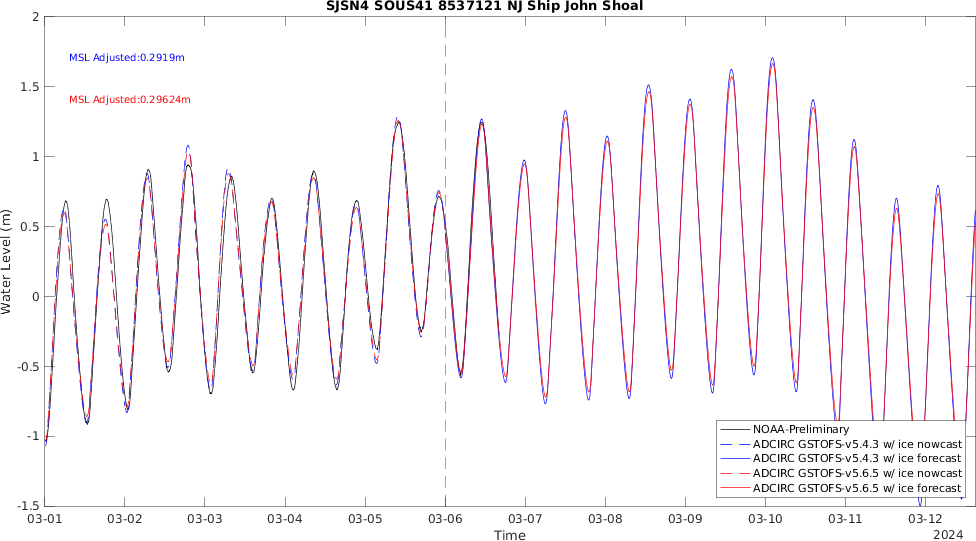 SJSN4 SOUS41 8537121 NJ Ship John Shoal
MSL Adjusted:0.2919m
MSL Adjusted:0.29624m
Water Level (m)
2
1.5
1
0.5
0
-0.5
-1
-1.5
NOAA-Preliminary
ADCIRC GSTOFS-v5.4.3 w/ ice nowcast
ADCIRC GSTOFS-v5.4.3 w/ ice forecast
ADCIRC GSTOFS-v5.6.5 w/ ice nowcast
ADCIRC GSTOFS-v5.6.5 w/ ice forecast
03-01 03-02 03-03 03-04 03-05 03-06 03-07 03-08 03-09 03-10 03-11 03-12
Time
2024